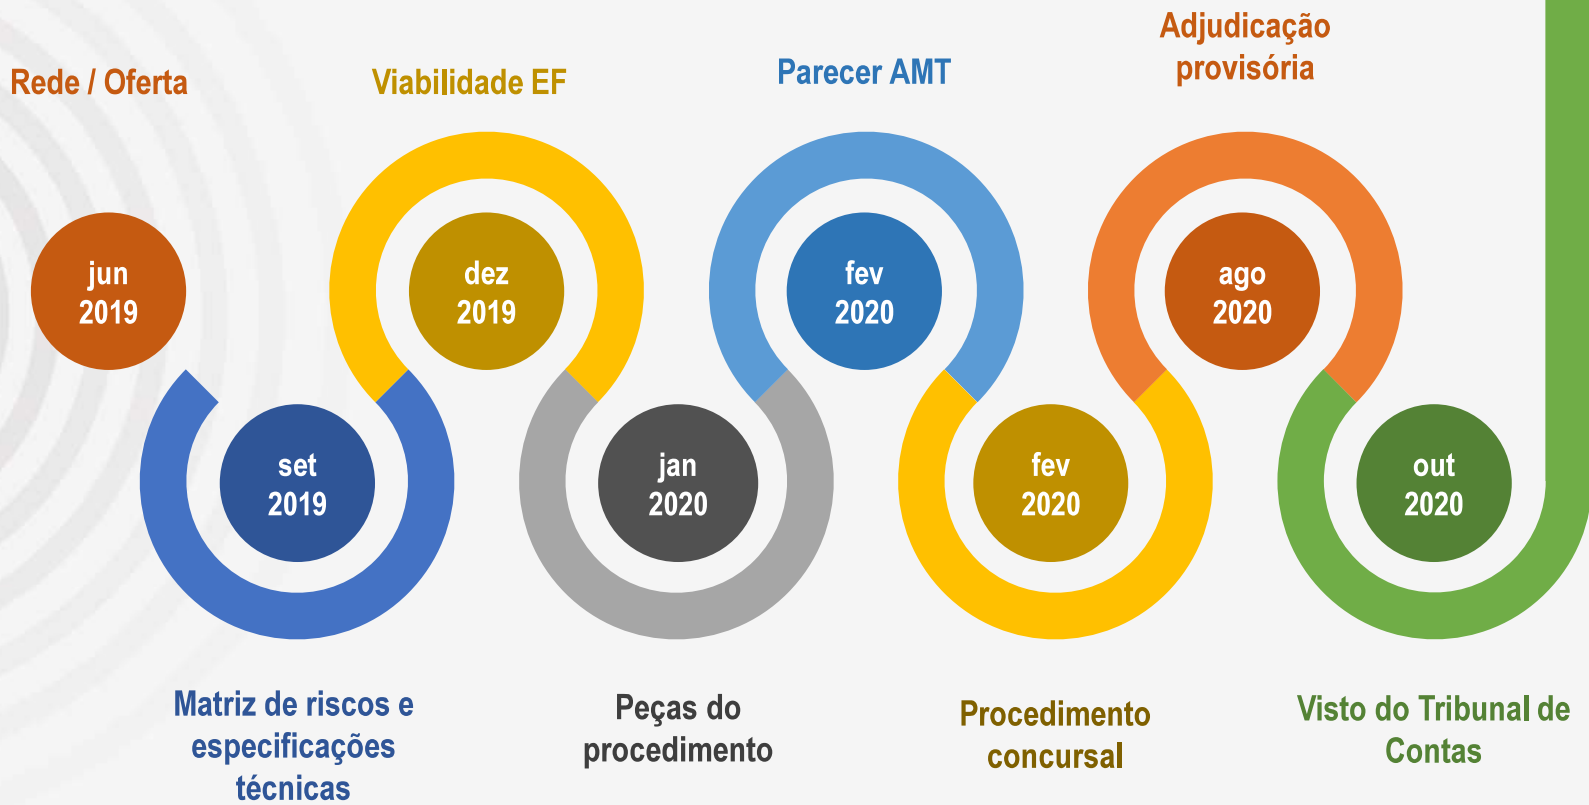 Rede / Oferta
jun
2019
set
2019
Matriz de riscos e
especificações
técnicas
Viabilidade EF
dez
2019
jan
2020
Peças do
procedimento
Parecer AMT
fev
2020
fev
2020
Procedimento
concursal
Adjudicação
provisória
ago
2020
out
2020
Visto do Tribunal de
Contas